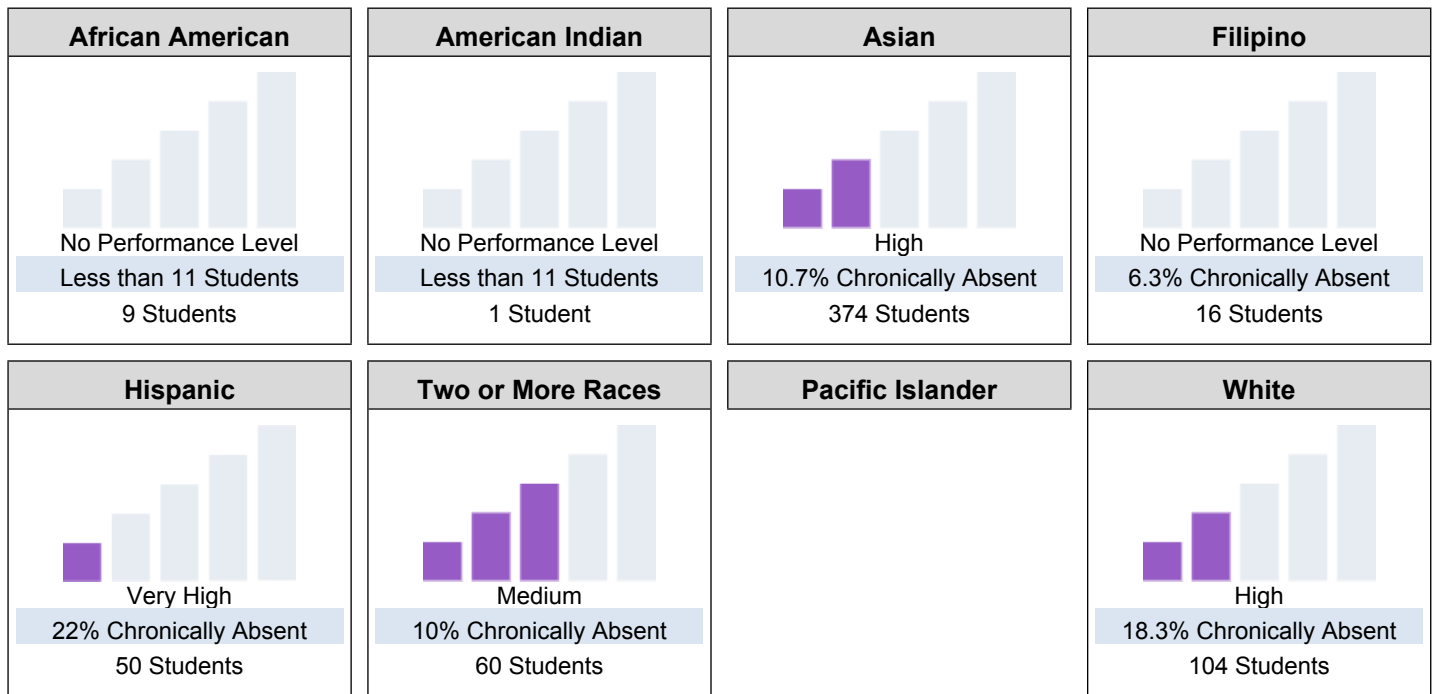 African American
No Performance Level
Less than 11 Students
9 Students
American Indian
No Performance Level
Less than 11 Students
1 Student
Asian
High
10.7% Chronically Absent
374 Students
Filipino
No Performance Level
6.3% Chronically Absent
16 Students
Hispanic
Very High
22% Chronically Absent
50 Students
Two or More Races
Medium
10% Chronically Absent
60 Students
Pacific Islander
White
High
18.3% Chronically Absent
104 Students